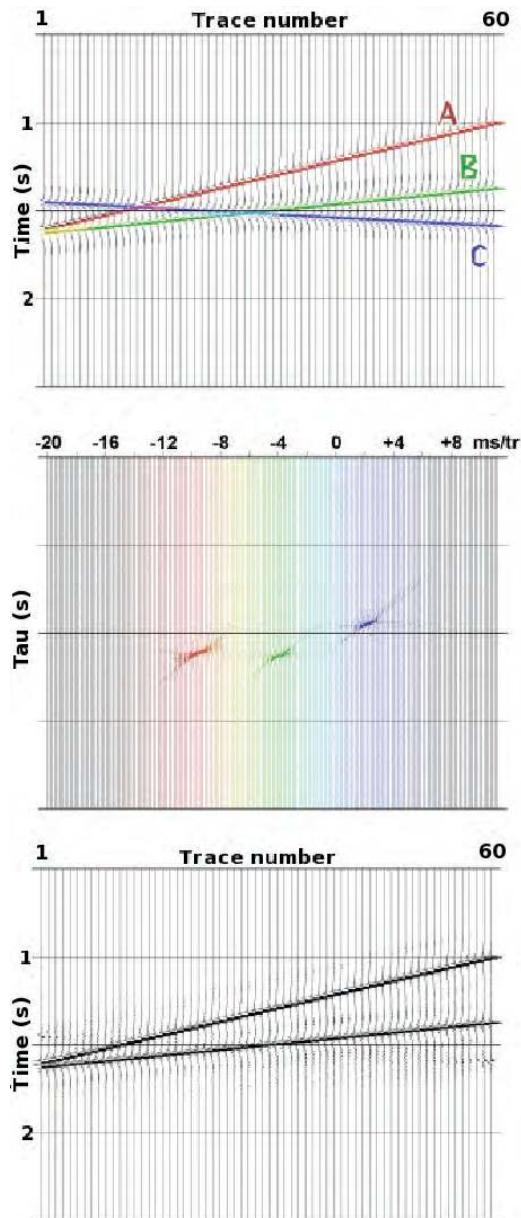 1 Trace number 60
1
A
B
Time (s)
C
2
-20 -16 -12 -8 -4 0 +4 +8 ms/tr
Tau (s)
1 Trace number 60
1
Time (s)
2